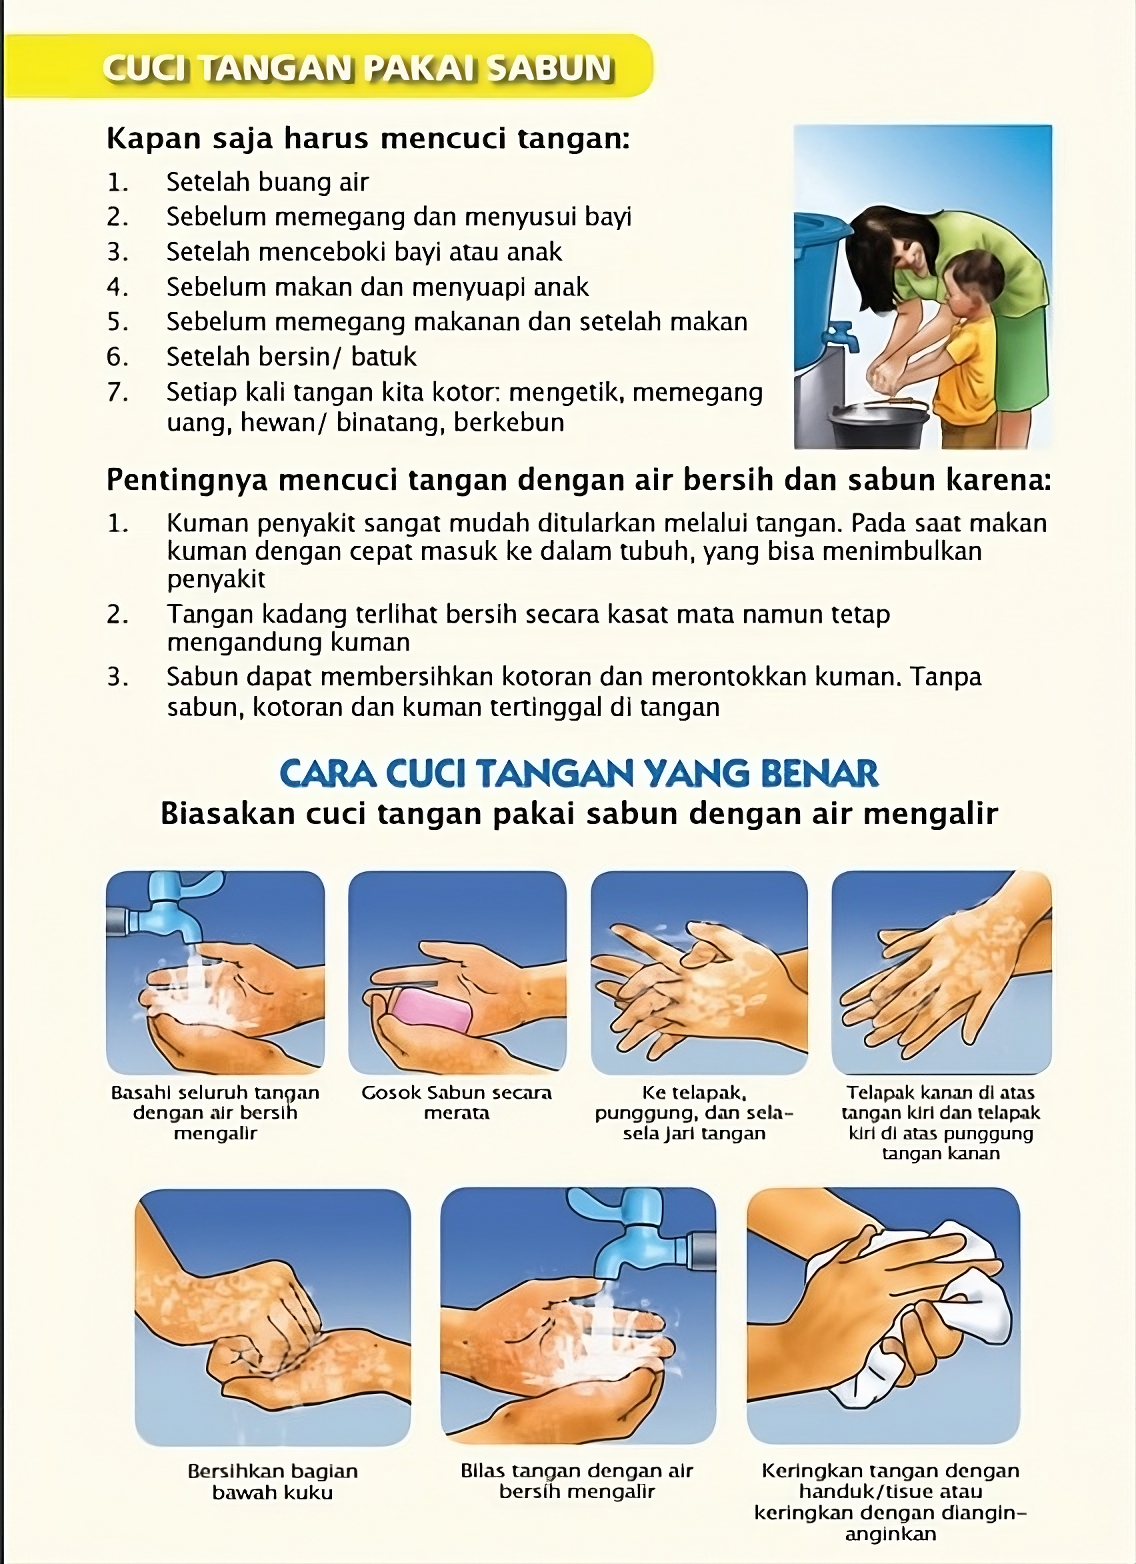 CUCI TANGAN PAKAI SABUN
Kapan saja harus mencuci tangan:
1. Setelah buang air
2. Sebelum memegang dan menyusui bayi
3. Setelah menceboki bayi atau anak
4. Sebelum makan dan menyuapi anak
5. Sebelum memegang makanan dan setelah makan
6. Setelah bersin/ batuk
7. Setiap kali tangan kita kotor: mengetik, memegang
uang, hewan/ binatang, berkebun
Pentingnya mencuci tangan dengan air bersih dan sabun karena:
1. Kuman penyakit sangat mudah ditularkan melalui tangan. Pada saat makan
kuman dengan cepat masuk ke dalam tubuh, yang bisa menimbulkan
penyakit
2. Tangan kadang terlihat bersih secara kasat mata namun tetap
mengandung kuman
3. Sabun dapat membersihkan kotoran dan merontokkan kuman. Tanpa
sabun, kotoran dan kuman tertinggal di tangan
CARA CUCI TANGAN YANG BENAR
Biasakan cuci tangan pakai sabun dengan air mengalir
Basahi seluruh tangan
dengan air bersih
mengalir
Gosok Sabun secara
merata
Ke telapak,
punggung, dan sela-
sela jari tangan
Telapak kanan di atas
tangan kiri dan telapak
kiri di atas punggung
tangan kanan
Bersihkan bagian
bawah kuku
Bilas tangan dengan air
bersih mengalir
Keringkan tangan dengan
handuk/tisue atau
keringkan dengan diangin-
anginkan